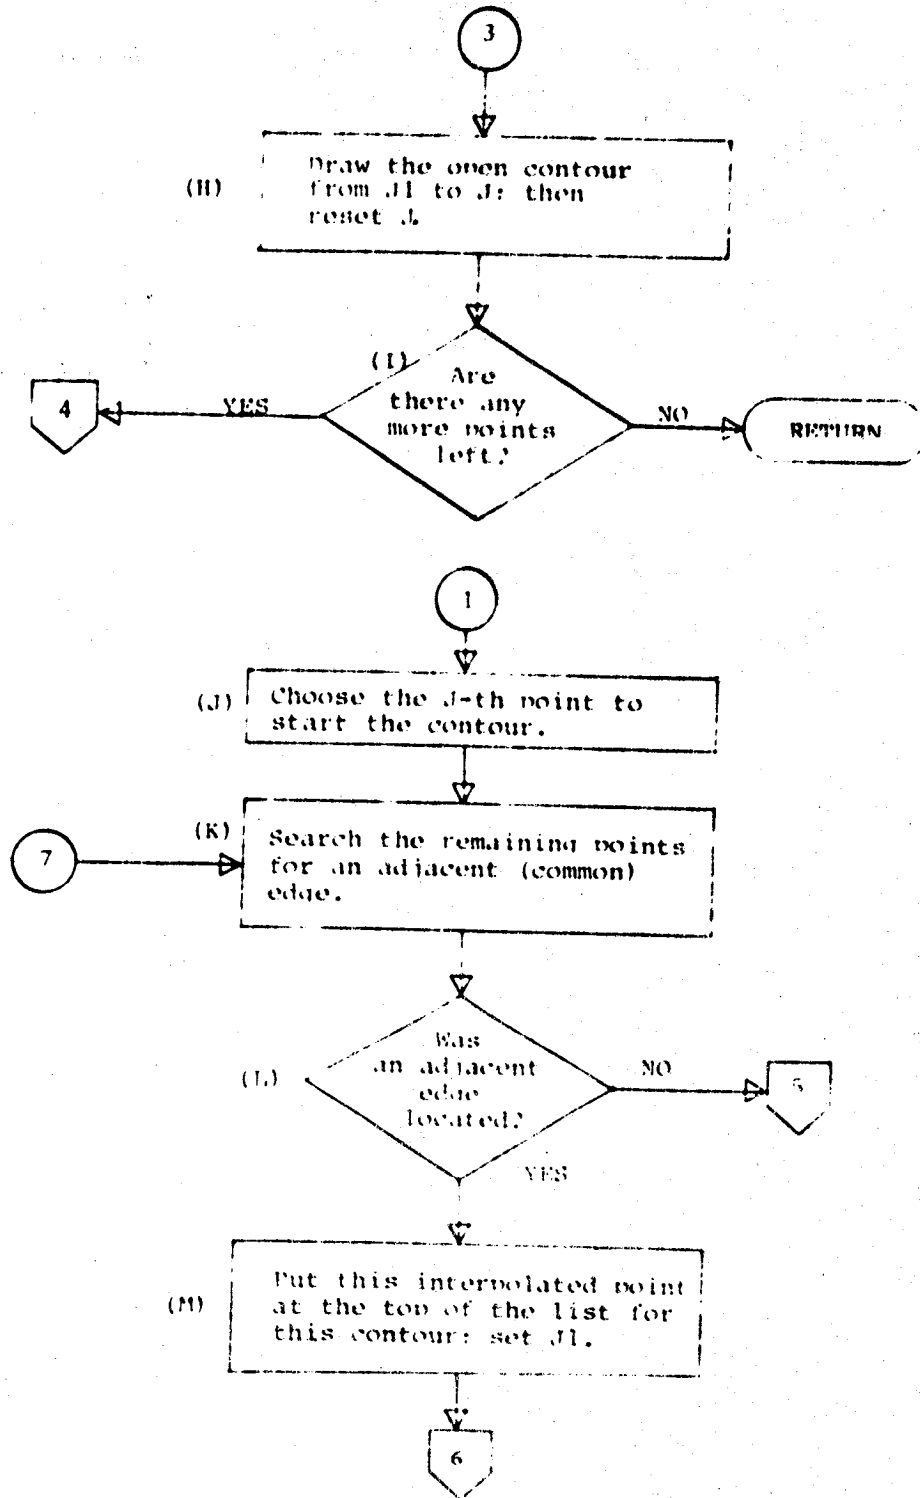 3
(H)
Draw the open contour
from J1 to J; then
reset J.
(I)
Are
there any
more points
left?
4
YES
NO
RETURN
1
(J)
Choose the J-th point to
start the contour.
7
(K)
Search the remaining points
for an adjacent (common)
edge.
(L)
Was
an adjacent
edge
located?
NO
5
YES
(M)
Put this interpolated point
at the top of the list for
this contour; set J1.
6